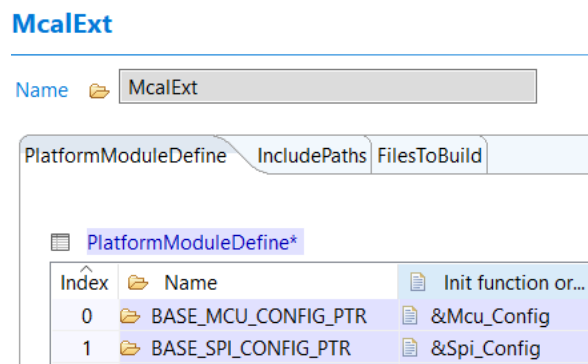 McalExt
Name McalExt
PlatformModuleDefine IncludePaths FilesToBuild
PlatformModuleDefine*
Index Name Init function or...
0 BASE_MCU_CONFIG_PTR &Mcu_Config
1 BASE_SPI_CONFIG_PTR &Spi_Config